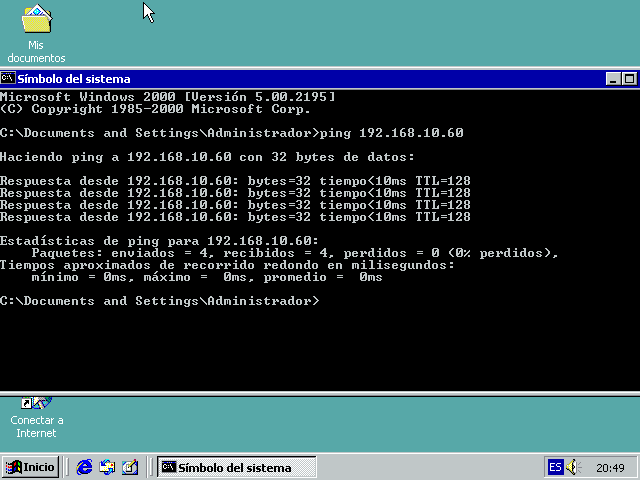 Mis
documentos
C:\ Símbolo del sistema
Microsoft Windows 2000 [Versión 5.00.2195]
(C) Copyright 1985-2000 Microsoft Corp.
C:\Documents and Settings\Administrador>ping 192.168.10.60
Haciendo ping a 192.168.10.60 con 32 bytes de datos:
Respuesta desde 192.168.10.60: bytes=32 tiempo<10ms TTL=128
Respuesta desde 192.168.10.60: bytes=32 tiempo<10ms TTL=128
Respuesta desde 192.168.10.60: bytes=32 tiempo<10ms TTL=128
Respuesta desde 192.168.10.60: bytes=32 tiempo<10ms TTL=128
Estadísticas de ping para 192.168.10.60:
Paquetes: enviados = 4, recibidos = 4, perdidos = 0 (0% perdidos),
Tiempos aproximados de recorrido redondo en milisegundos:
mínimo = 0ms, máximo =  0ms, promedio =  0ms
C:\Documents and Settings\Administrador>
Conectar a
Internet
Inicio C:\ Símbolo del sistema ES 20:49